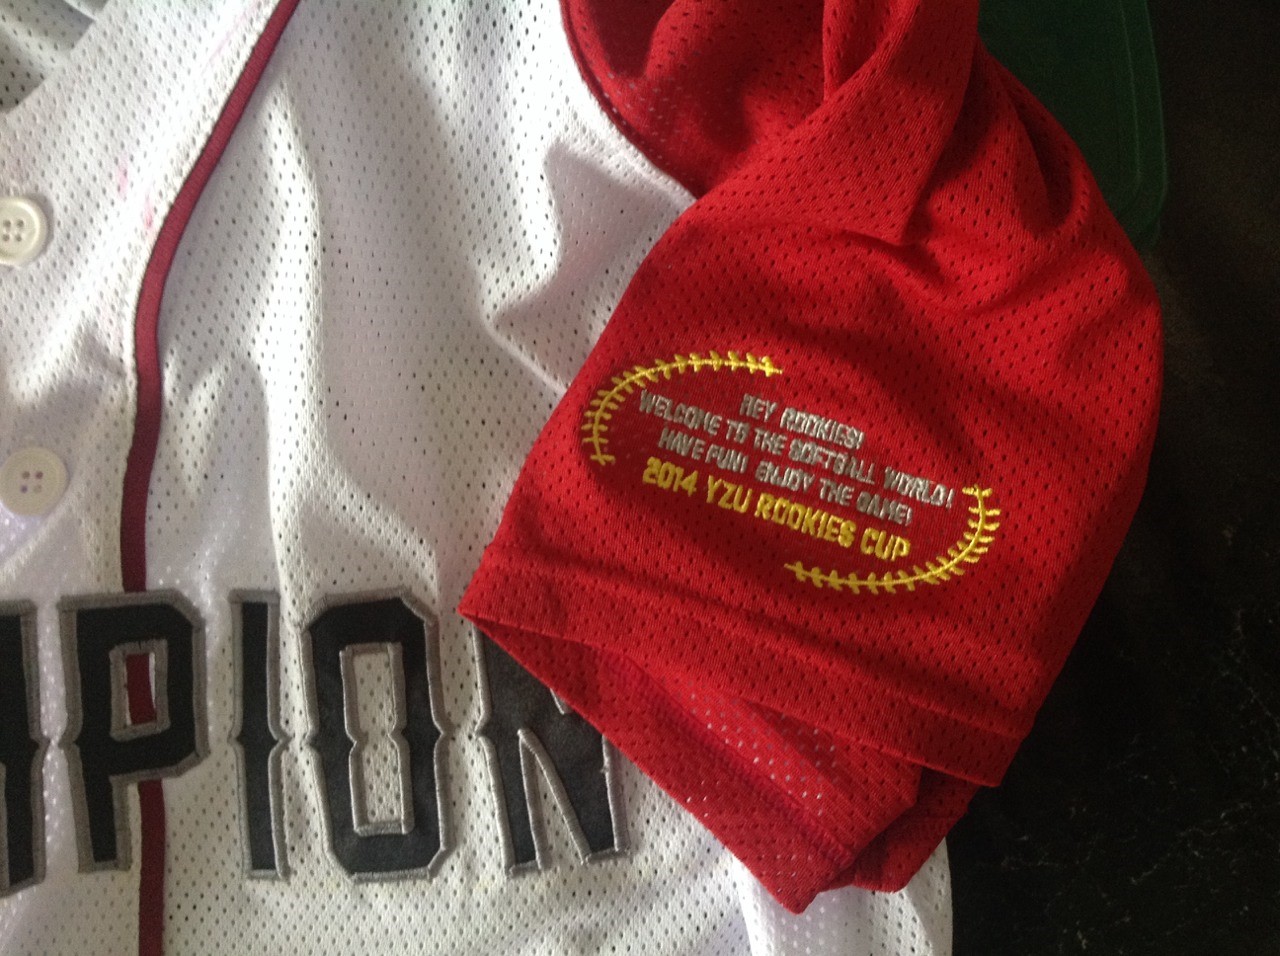 HEY ROOKIES!
WELCOME TO THE SOFTBALL WORLD!
HAVE FUN! ENJOY THE GAME!
2014 YZU ROOKIES CUP
PION